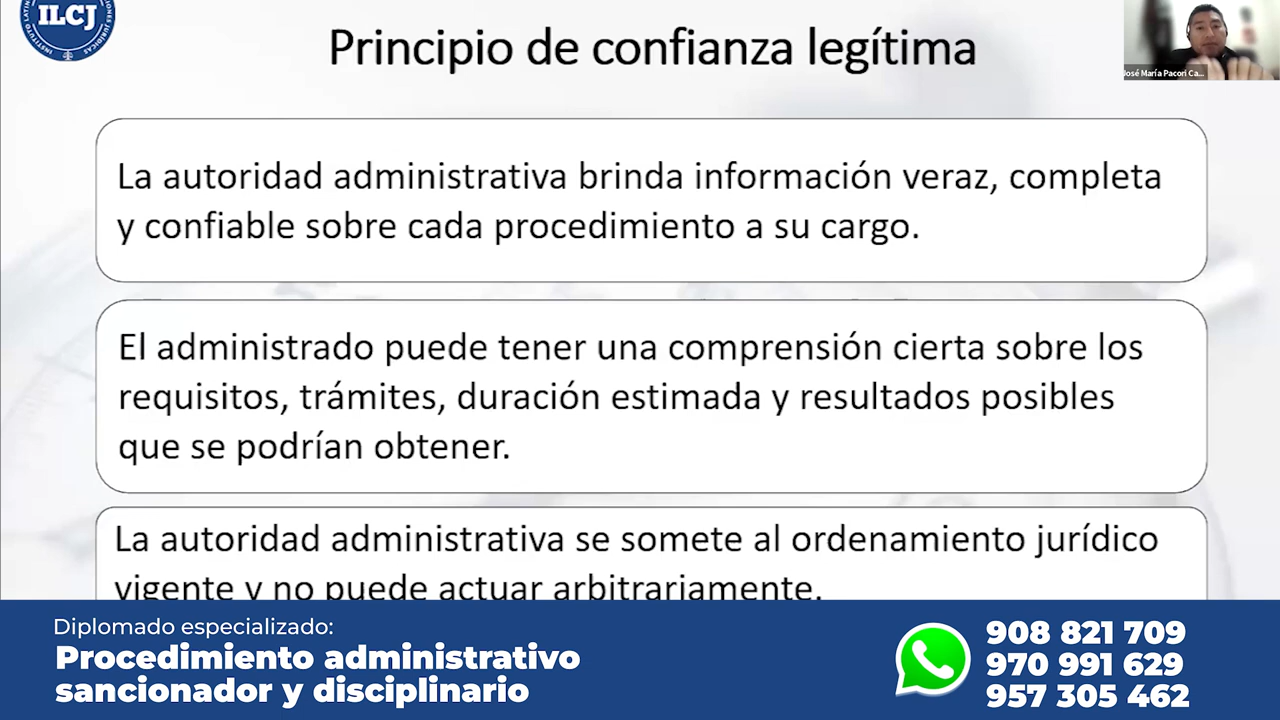 ILCJ
Principio de confianza legítima
José María Pacori Ca...
La autoridad administrativa brinda información veraz, completa
y confiable sobre cada procedimiento a su cargo.
El administrado puede tener una comprensión cierta sobre los
requisitos, trámites, duración estimada y resultados posibles
que se podrían obtener.
La autoridad administrativa se somete al ordenamiento jurídico
vigente y no puede actuar arbitrariamente.
Diplomado especializado:
Procedimiento administrativo
sancionador y disciplinario
908 821 709
970 991 629
957 305 462